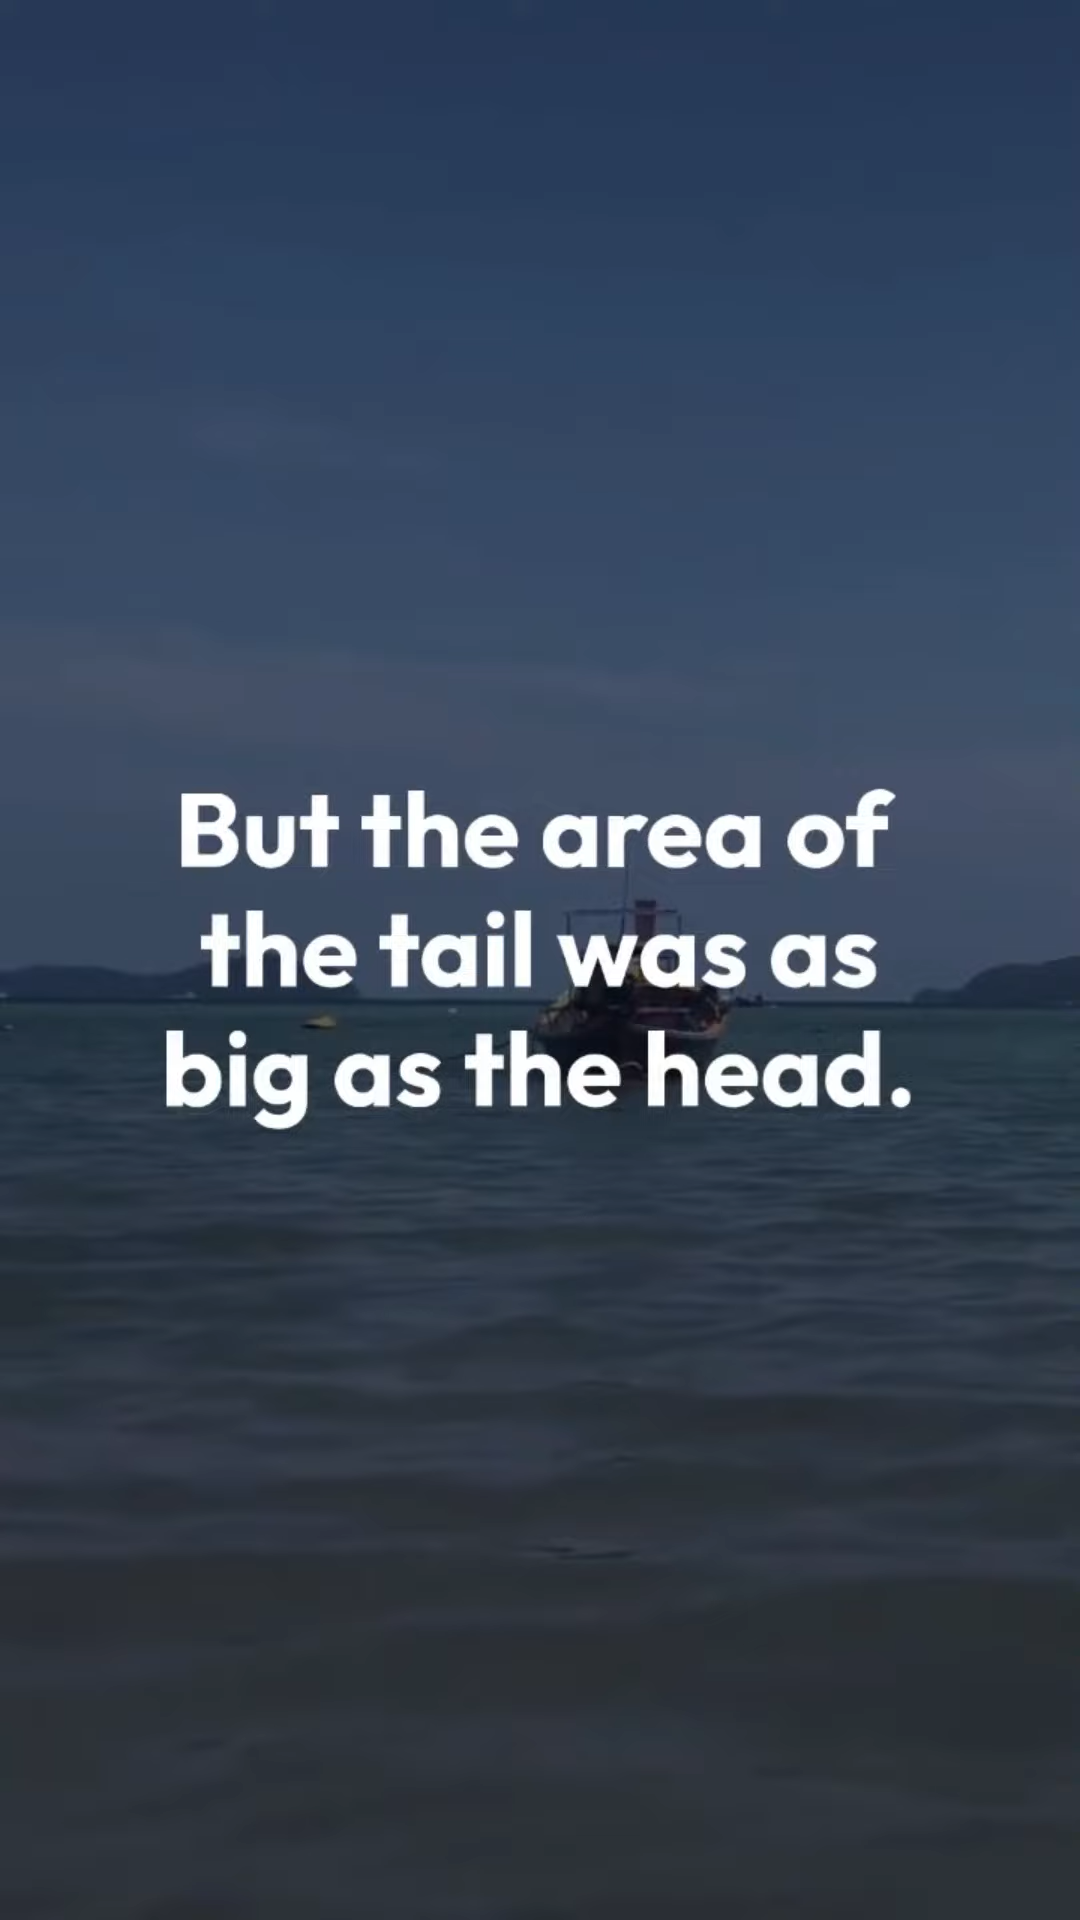 But the area of
the tail was as
big as the head.